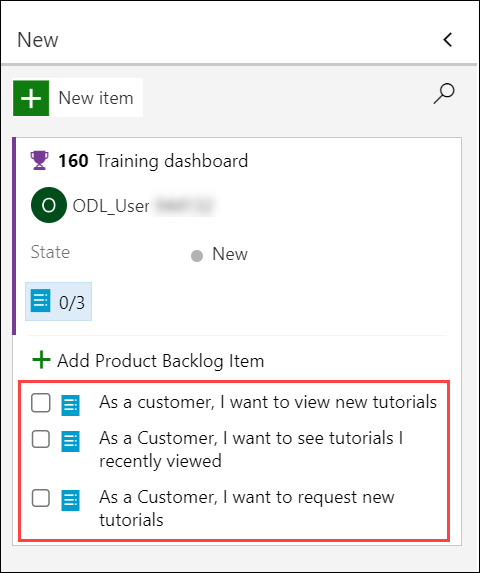 New
New item
160 Training dashboard
O ODL_User
State New
0/3
Add Product Backlog Item
As a customer, I want to view new tutorials
As a Customer, I want to see tutorials I
recently viewed
As a Customer, I want to request new
tutorials